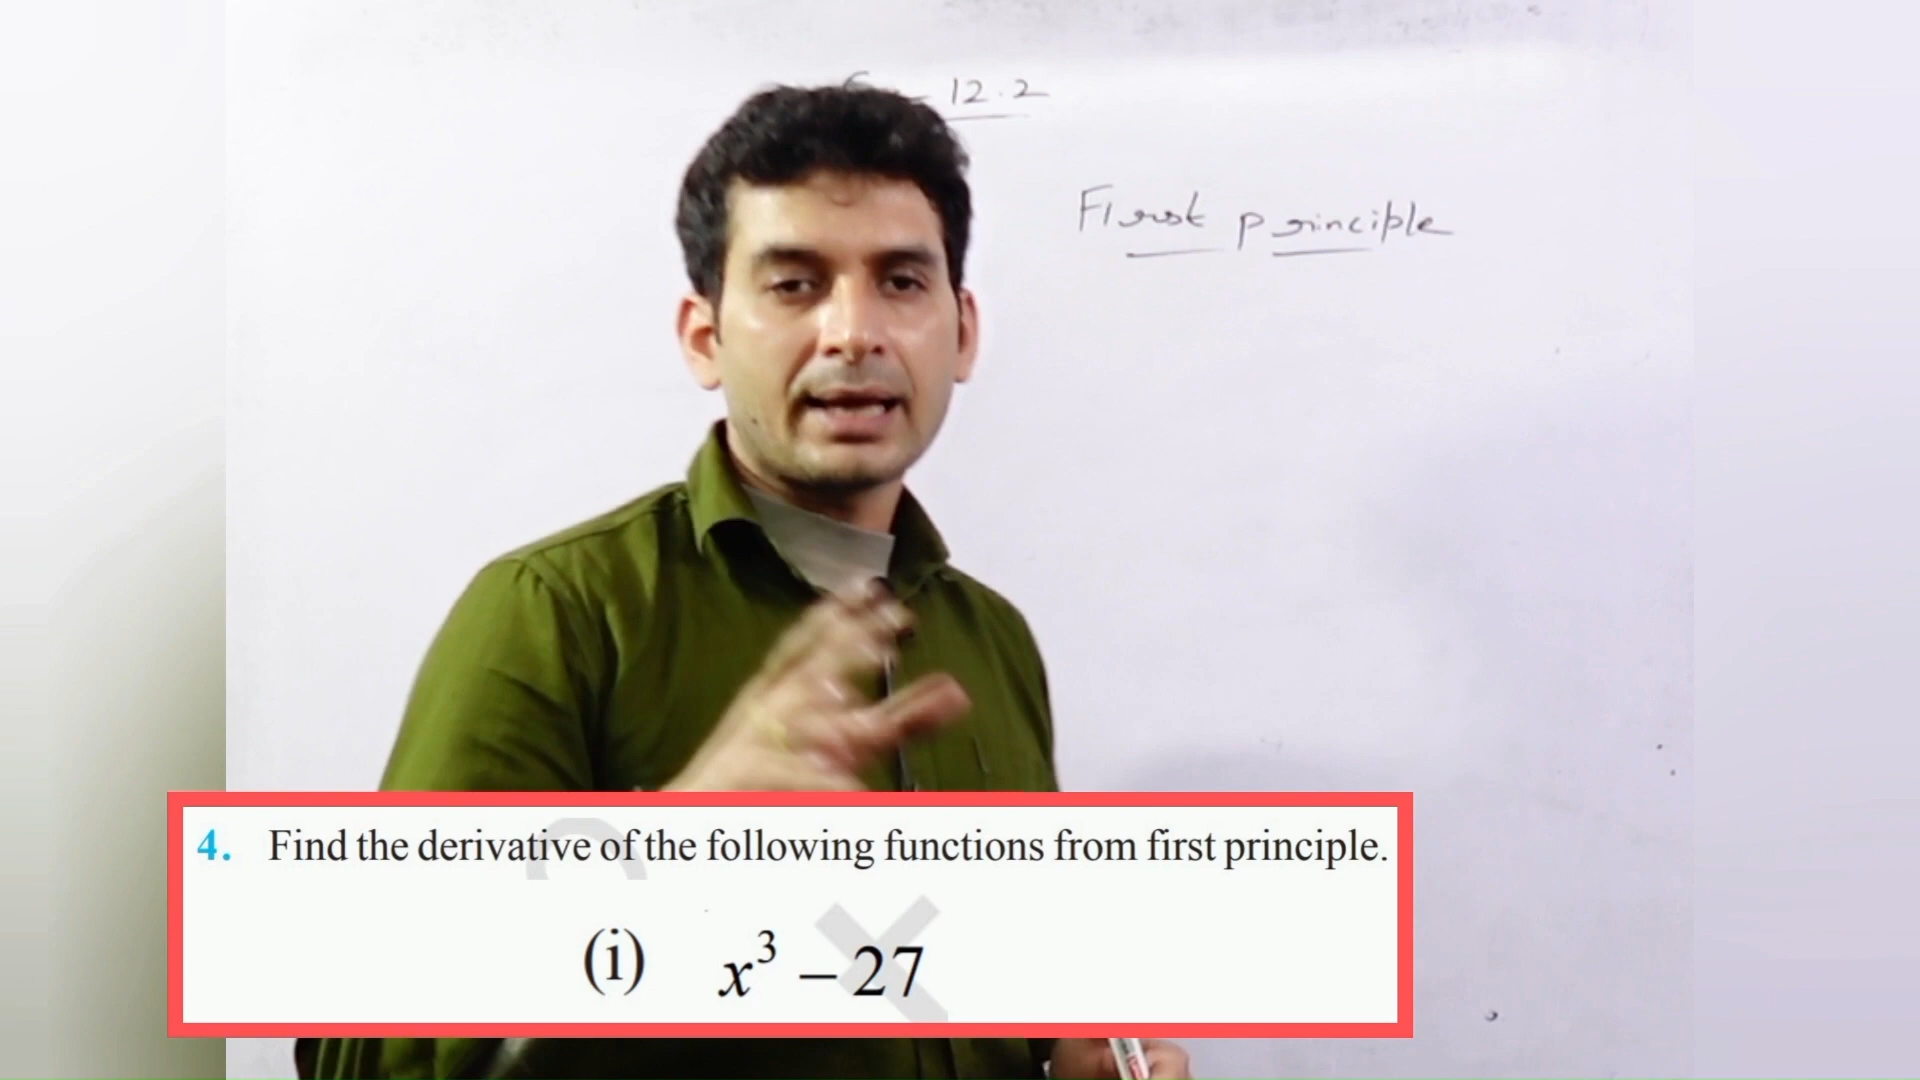 12.2
First principle
4. Find the derivative of the following functions from first principle.
(i) x³ – 27